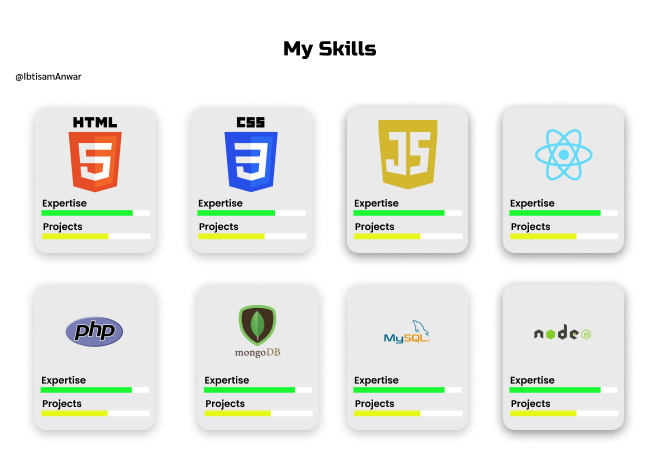 My Skills
@IbtisamAnwar
HTML
5
Expertise
Projects
CSS
3
Expertise
Projects
JS
Expertise
Projects
Expertise
Projects
php
Expertise
Projects
mongoDB
Expertise
Projects
MySQL
Expertise
Projects
node
JS
Expertise
Projects